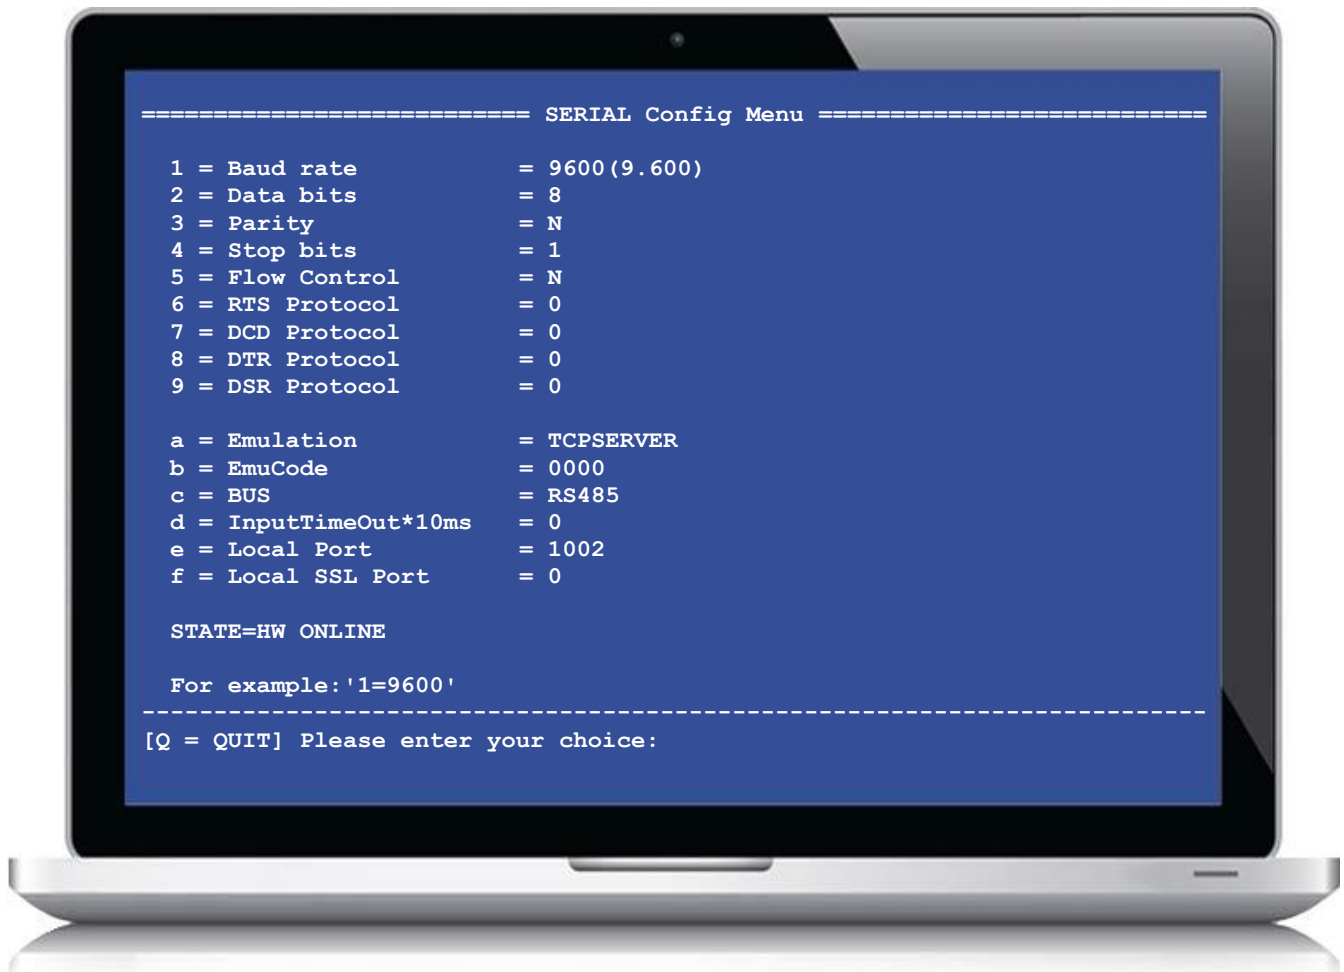 =========================== SERIAL Config Menu ===========================
1 = Baud rate = 9600(9.600)
2 = Data bits = 8
3 = Parity = N
4 = Stop bits = 1
5 = Flow Control = N
6 = RTS Protocol = 0
7 = DCD Protocol = 0
8 = DTR Protocol = 0
9 = DSR Protocol = 0
a = Emulation = TCPSERVER
b = EmuCode = 0000
c = BUS = RS485
d = InputTimeOut*10ms = 0
e = Local Port = 1002
f = Local SSL Port = 0
STATE=HW ONLINE
For example:'1=9600'
--------------------------------------------------------------------------
[Q = QUIT] Please enter your choice: